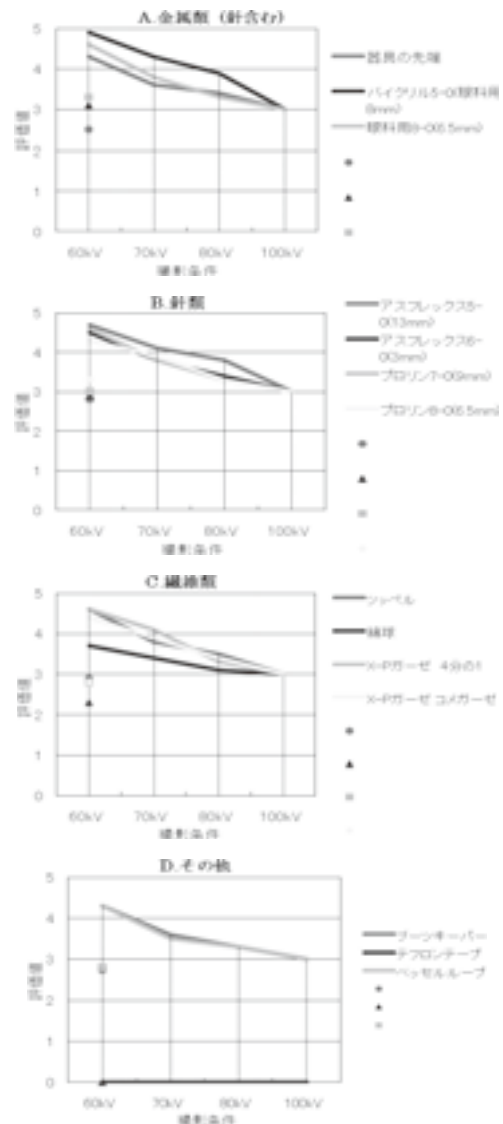 A.金属類 (針含む)
5
4
3
2
1
0
評価値
60kV 70kV 80kV 100kV
撮影条件
器具の先端
バイクリル5-0(眼科用
8mm)
眼科用8-0(6.5mm)
B.針類
5
4
3
2
1
0
評価値
60kV 70kV 80kV 100kV
撮影条件
アスフレックス5-
0(13mm)
アスフレックス6-
プロリン7-0(9mm)
プロリン8-0(6.5mm)
C.繊維類
5
4
3
2
1
0
評価値
60kV 70kV 80kV 100kV
撮影条件
ツッペル
綿球
X-Pガーゼ 4分の1
X-Pガーゼ コメガーゼ
D.その他
5
4
3
2
1
0
評価値
60kV 70kV 80kV 100kV
撮影条件
ブーツキーパー
テフロンテープ
ベッセルループ